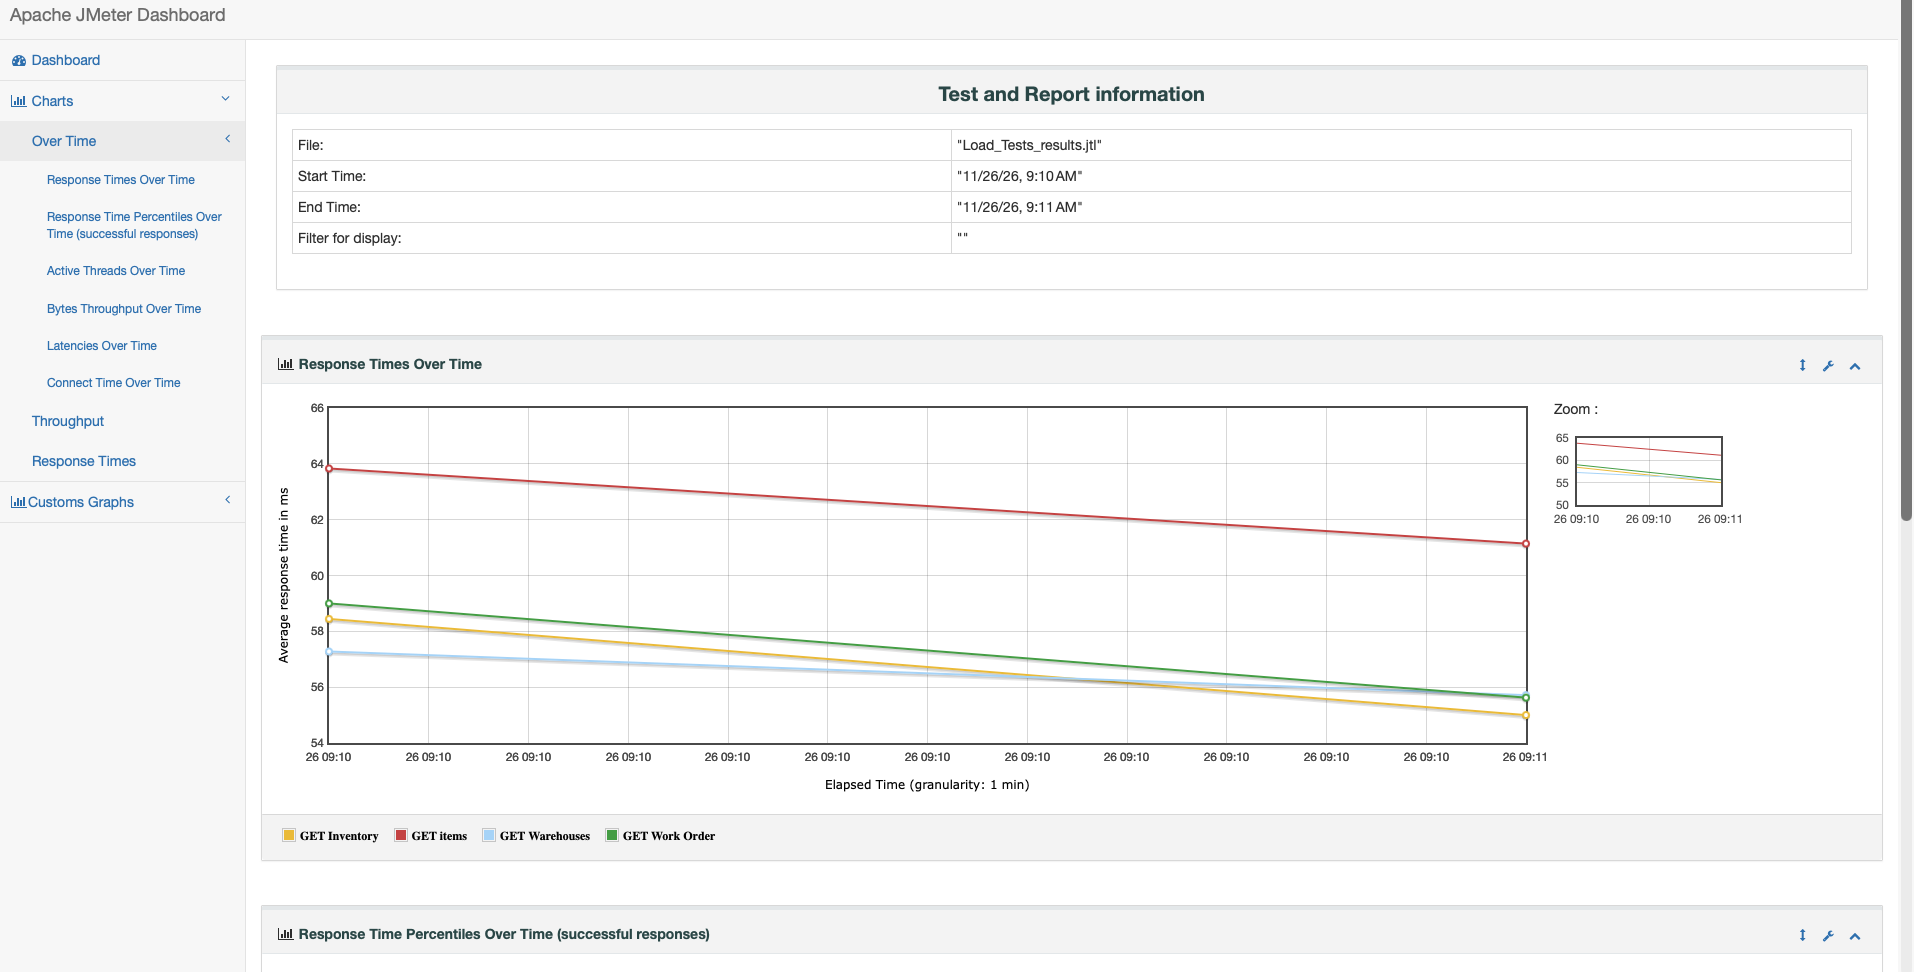 Apache JMeter Dashboard
Dashboard
Charts
Over Time
Response Times Over Time
Response Time Percentiles Over
Time (successful responses)
Active Threads Over Time
Bytes Throughput Over Time
Latencies Over Time
Connect Time Over Time
Throughput
Response Times
Customs Graphs
Test and Report information
File: "Load_Tests_results.jtl"
Start Time: "11/26/26, 9:10 AM"
End Time: "11/26/26, 9:11 AM"
Filter for display: ""
Response Times Over Time
66
64
62
60
58
56
54
Average response time in ms
26 09:10 26 09:10 26 09:10 26 09:10 26 09:10 26 09:10 26 09:10 26 09:10 26 09:10 26 09:10 26 09:10 26 09:10 26 09:11
Elapsed Time (granularity: 1 min)
Zoom :
65
60
55
50
26 09:10 26 09:10 26 09:11
GET Inventory GET items GET Warehouses GET Work Order
Response Time Percentiles Over Time (successful responses)